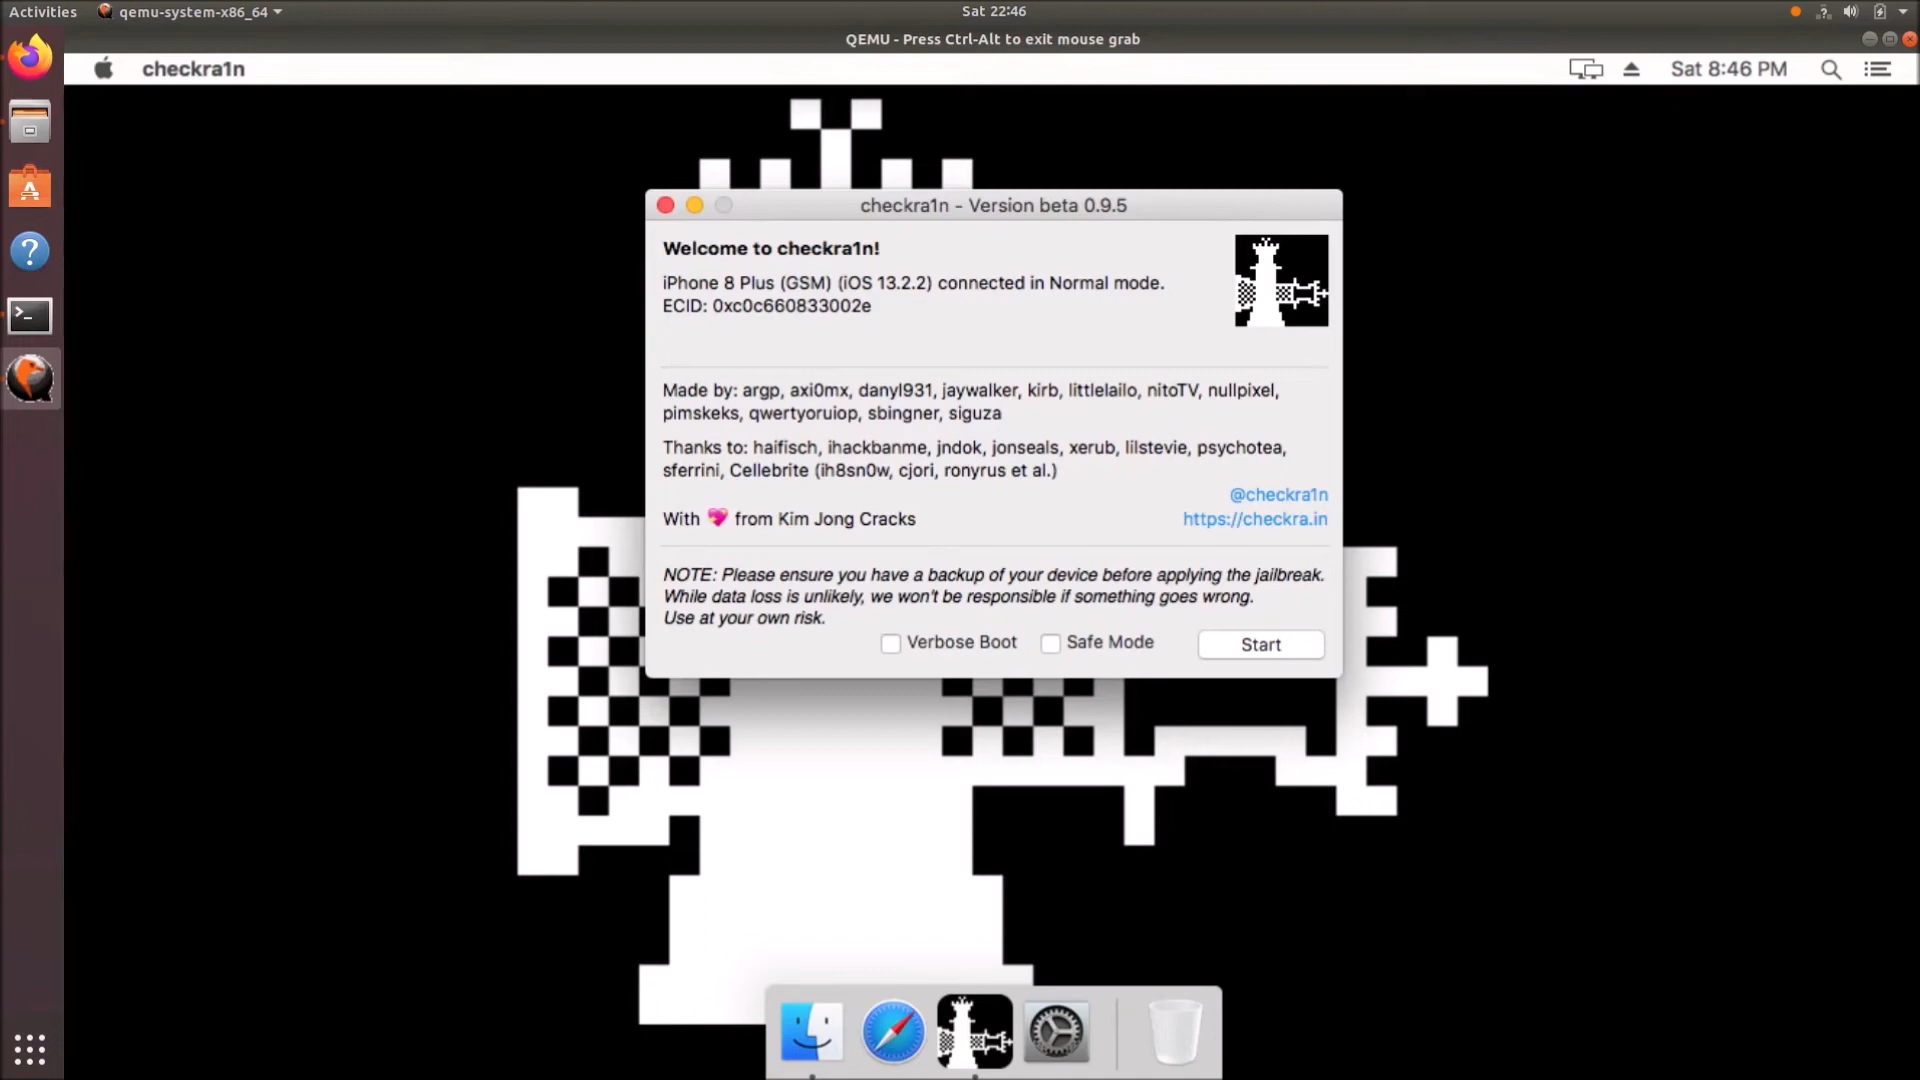 Activities
qemu-system-x86_64
Sat 22:46
QEMU - Press Ctrl-Alt to exit mouse grab
checkra1n
Sat 8:46 PM
checkra1n - Version beta 0.9.5
Welcome to checkra1n!
iPhone 8 Plus (GSM) (iOS 13.2.2) connected in Normal mode.
ECID: 0xc0c660833002e
Made by: argp, axi0mx, danyl931, jaywalker, kirb, littlelailo, nitoTV, nullpixel,
pimskeks, qwertyoruiop, sbingner, siguza
Thanks to: haifisch, ihackbanme, jndok, jonseals, xerub, lilstevie, psychotea,
sferrini, Cellebrite (ih8sn0w, cjori, ronyrus et al.)
@checkra1n
With 💖 from Kim Jong Cracks
https://checkra.in
NOTE: Please ensure you have a backup of your device before applying the jailbreak.
While data loss is unlikely, we won't be responsible if something goes wrong.
Use at your own risk.
Verbose Boot
Safe Mode
Start